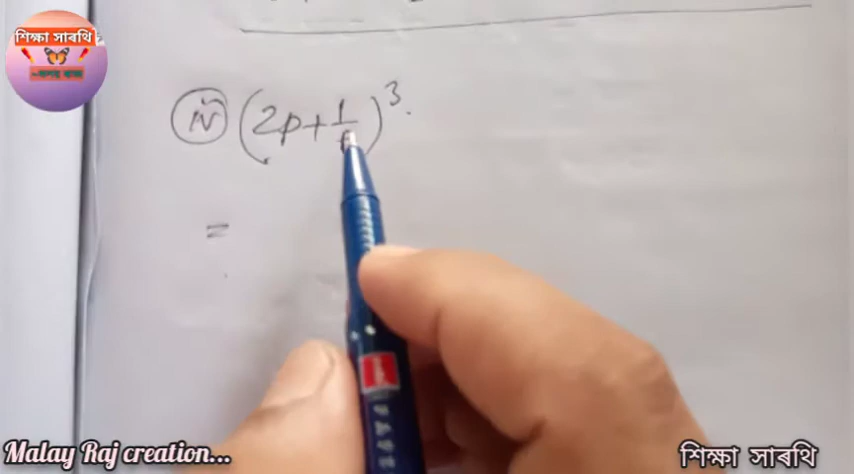 শিক্ষা সাৰথি
(iv) (2p + 1/p)³.
=
Malay Raj creation...
শিক্ষা সাৰথি